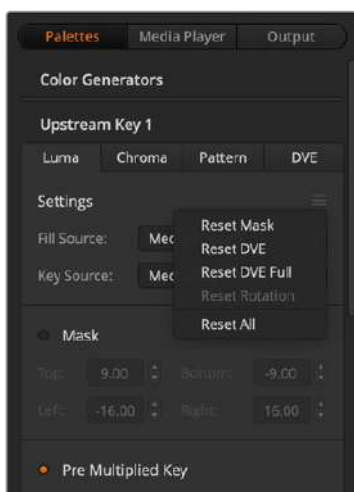 Palettes Media Player Output
Color Generators
Upstream Key 1
Luma Chroma Pattern DVE
Settings
Fill Source: Med
Key Source: Med
Reset Mask
Reset DVE
Reset DVE Full
Reset Rotation
Reset All
Mask
Top: 9.00 Bottom: -9.00
Left: -16.00 Right: 16.00
Pre Multiplied Key